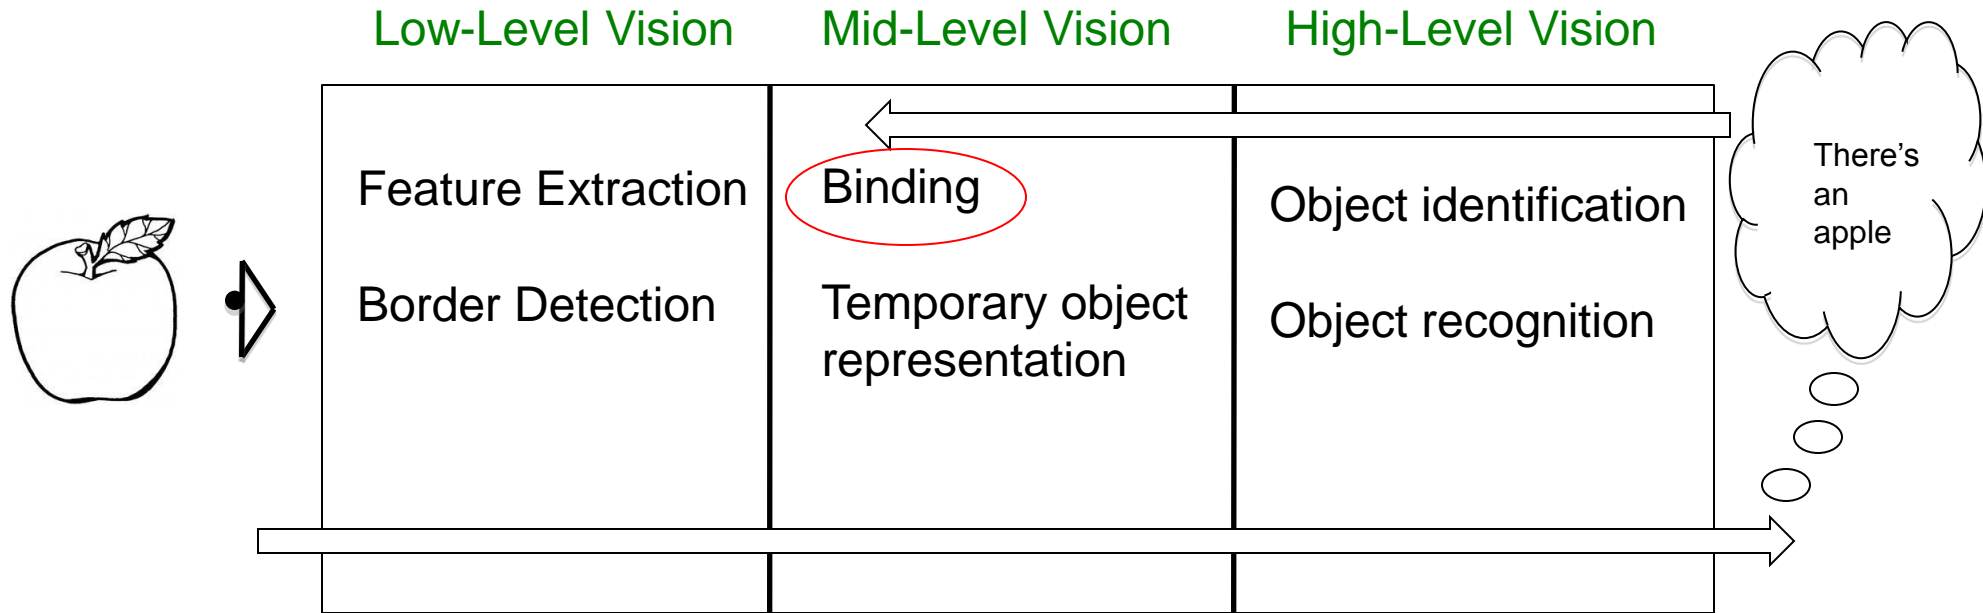 Low-Level Vision
Mid-Level Vision
High-Level Vision
Feature Extraction
Border Detection
Binding
Temporary object
representation
Object identification
Object recognition
There's
an
apple